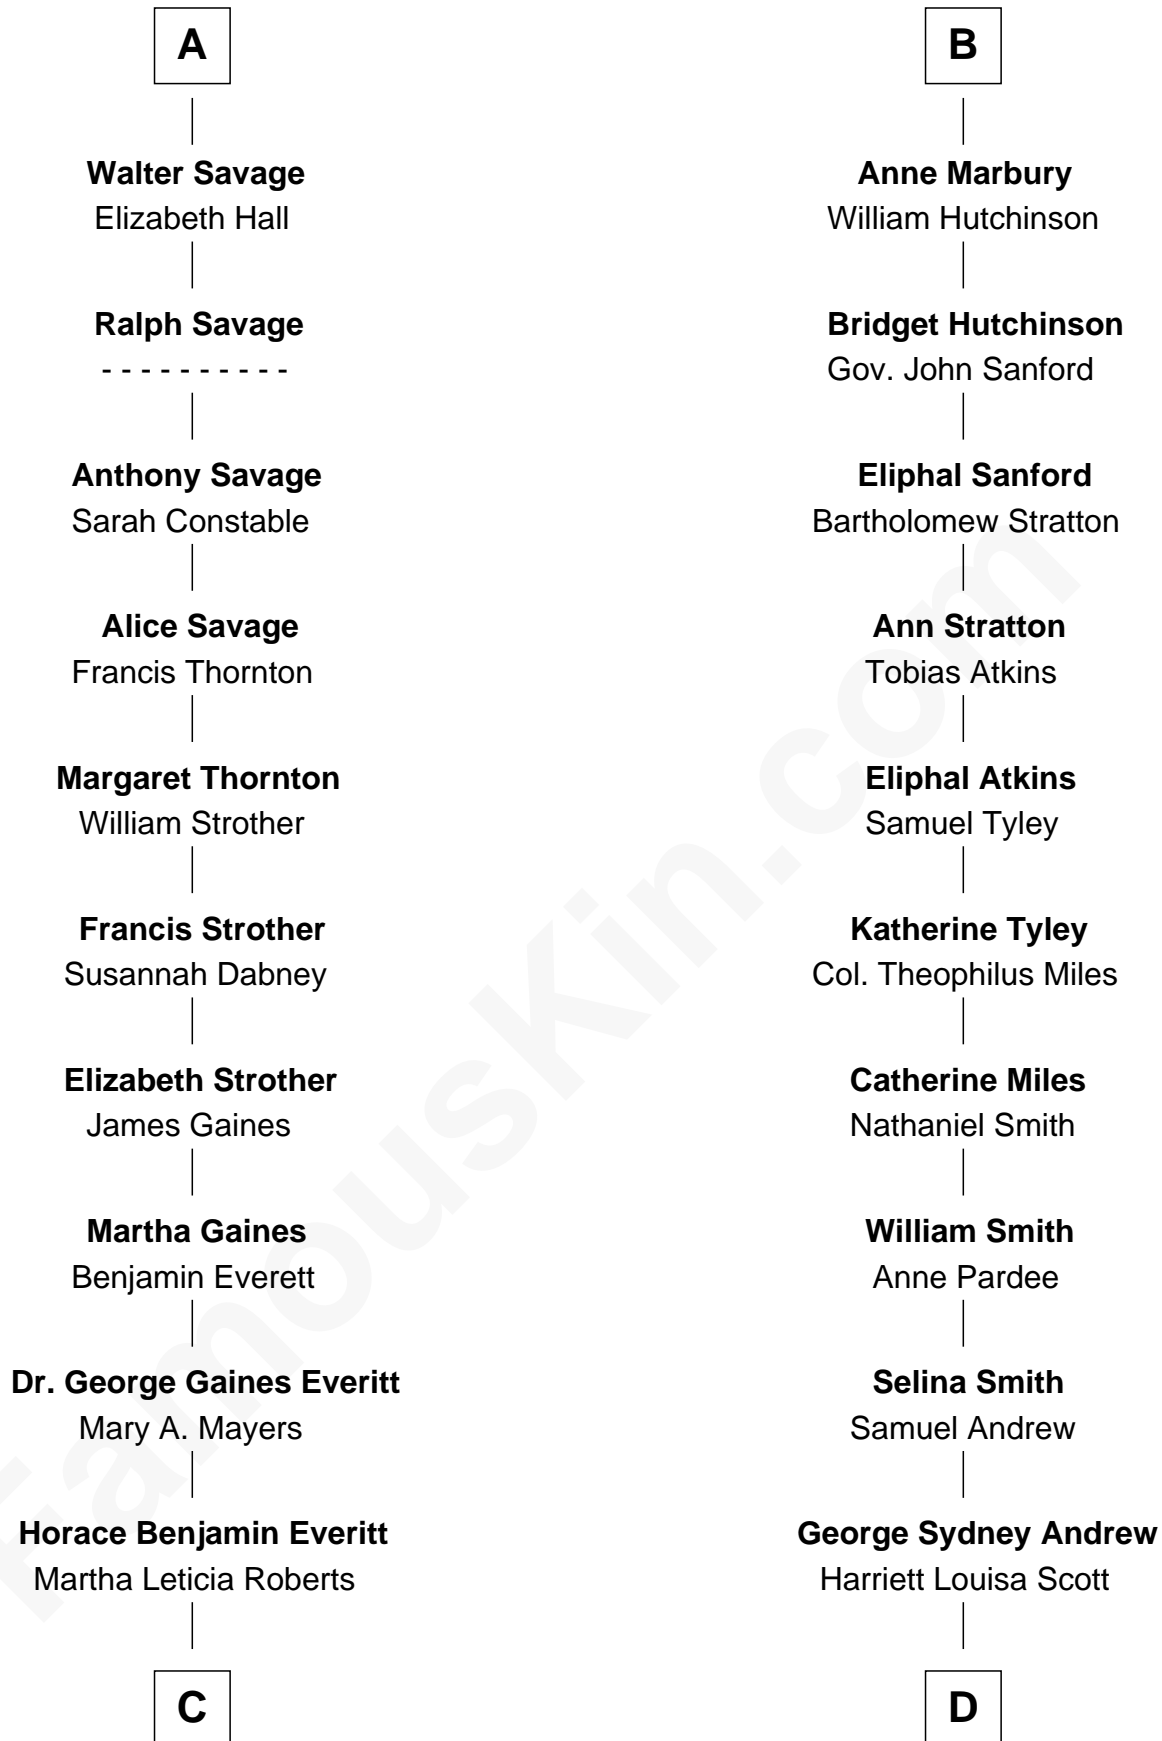 A
Walter Savage
Elizabeth Hall
Ralph Savage
- - - - - - - - - -
Anthony Savage
Sarah Constable
Alice Savage
Francis Thornton
Margaret Thornton
William Strother
Francis Strother
Susannah Dabney
Elizabeth Strother
James Gaines
Martha Gaines
Benjamin Everett
Dr. George Gaines Everitt
Mary A. Mayers
Horace Benjamin Everitt
Martha Leticia Roberts
C
B
Anne Marbury
William Hutchinson
Bridget Hutchinson
Gov. John Sanford
Eliphal Sanford
Bartholomew Stratton
Ann Stratton
Tobias Atkins
Eliphal Atkins
Samuel Tyley
Katherine Tyley
Col. Theophilus Miles
Catherine Miles
Nathaniel Smith
William Smith
Anne Pardee
Selina Smith
Samuel Andrew
George Sydney Andrew
Harriett Louisa Scott
D
FamousKin.com